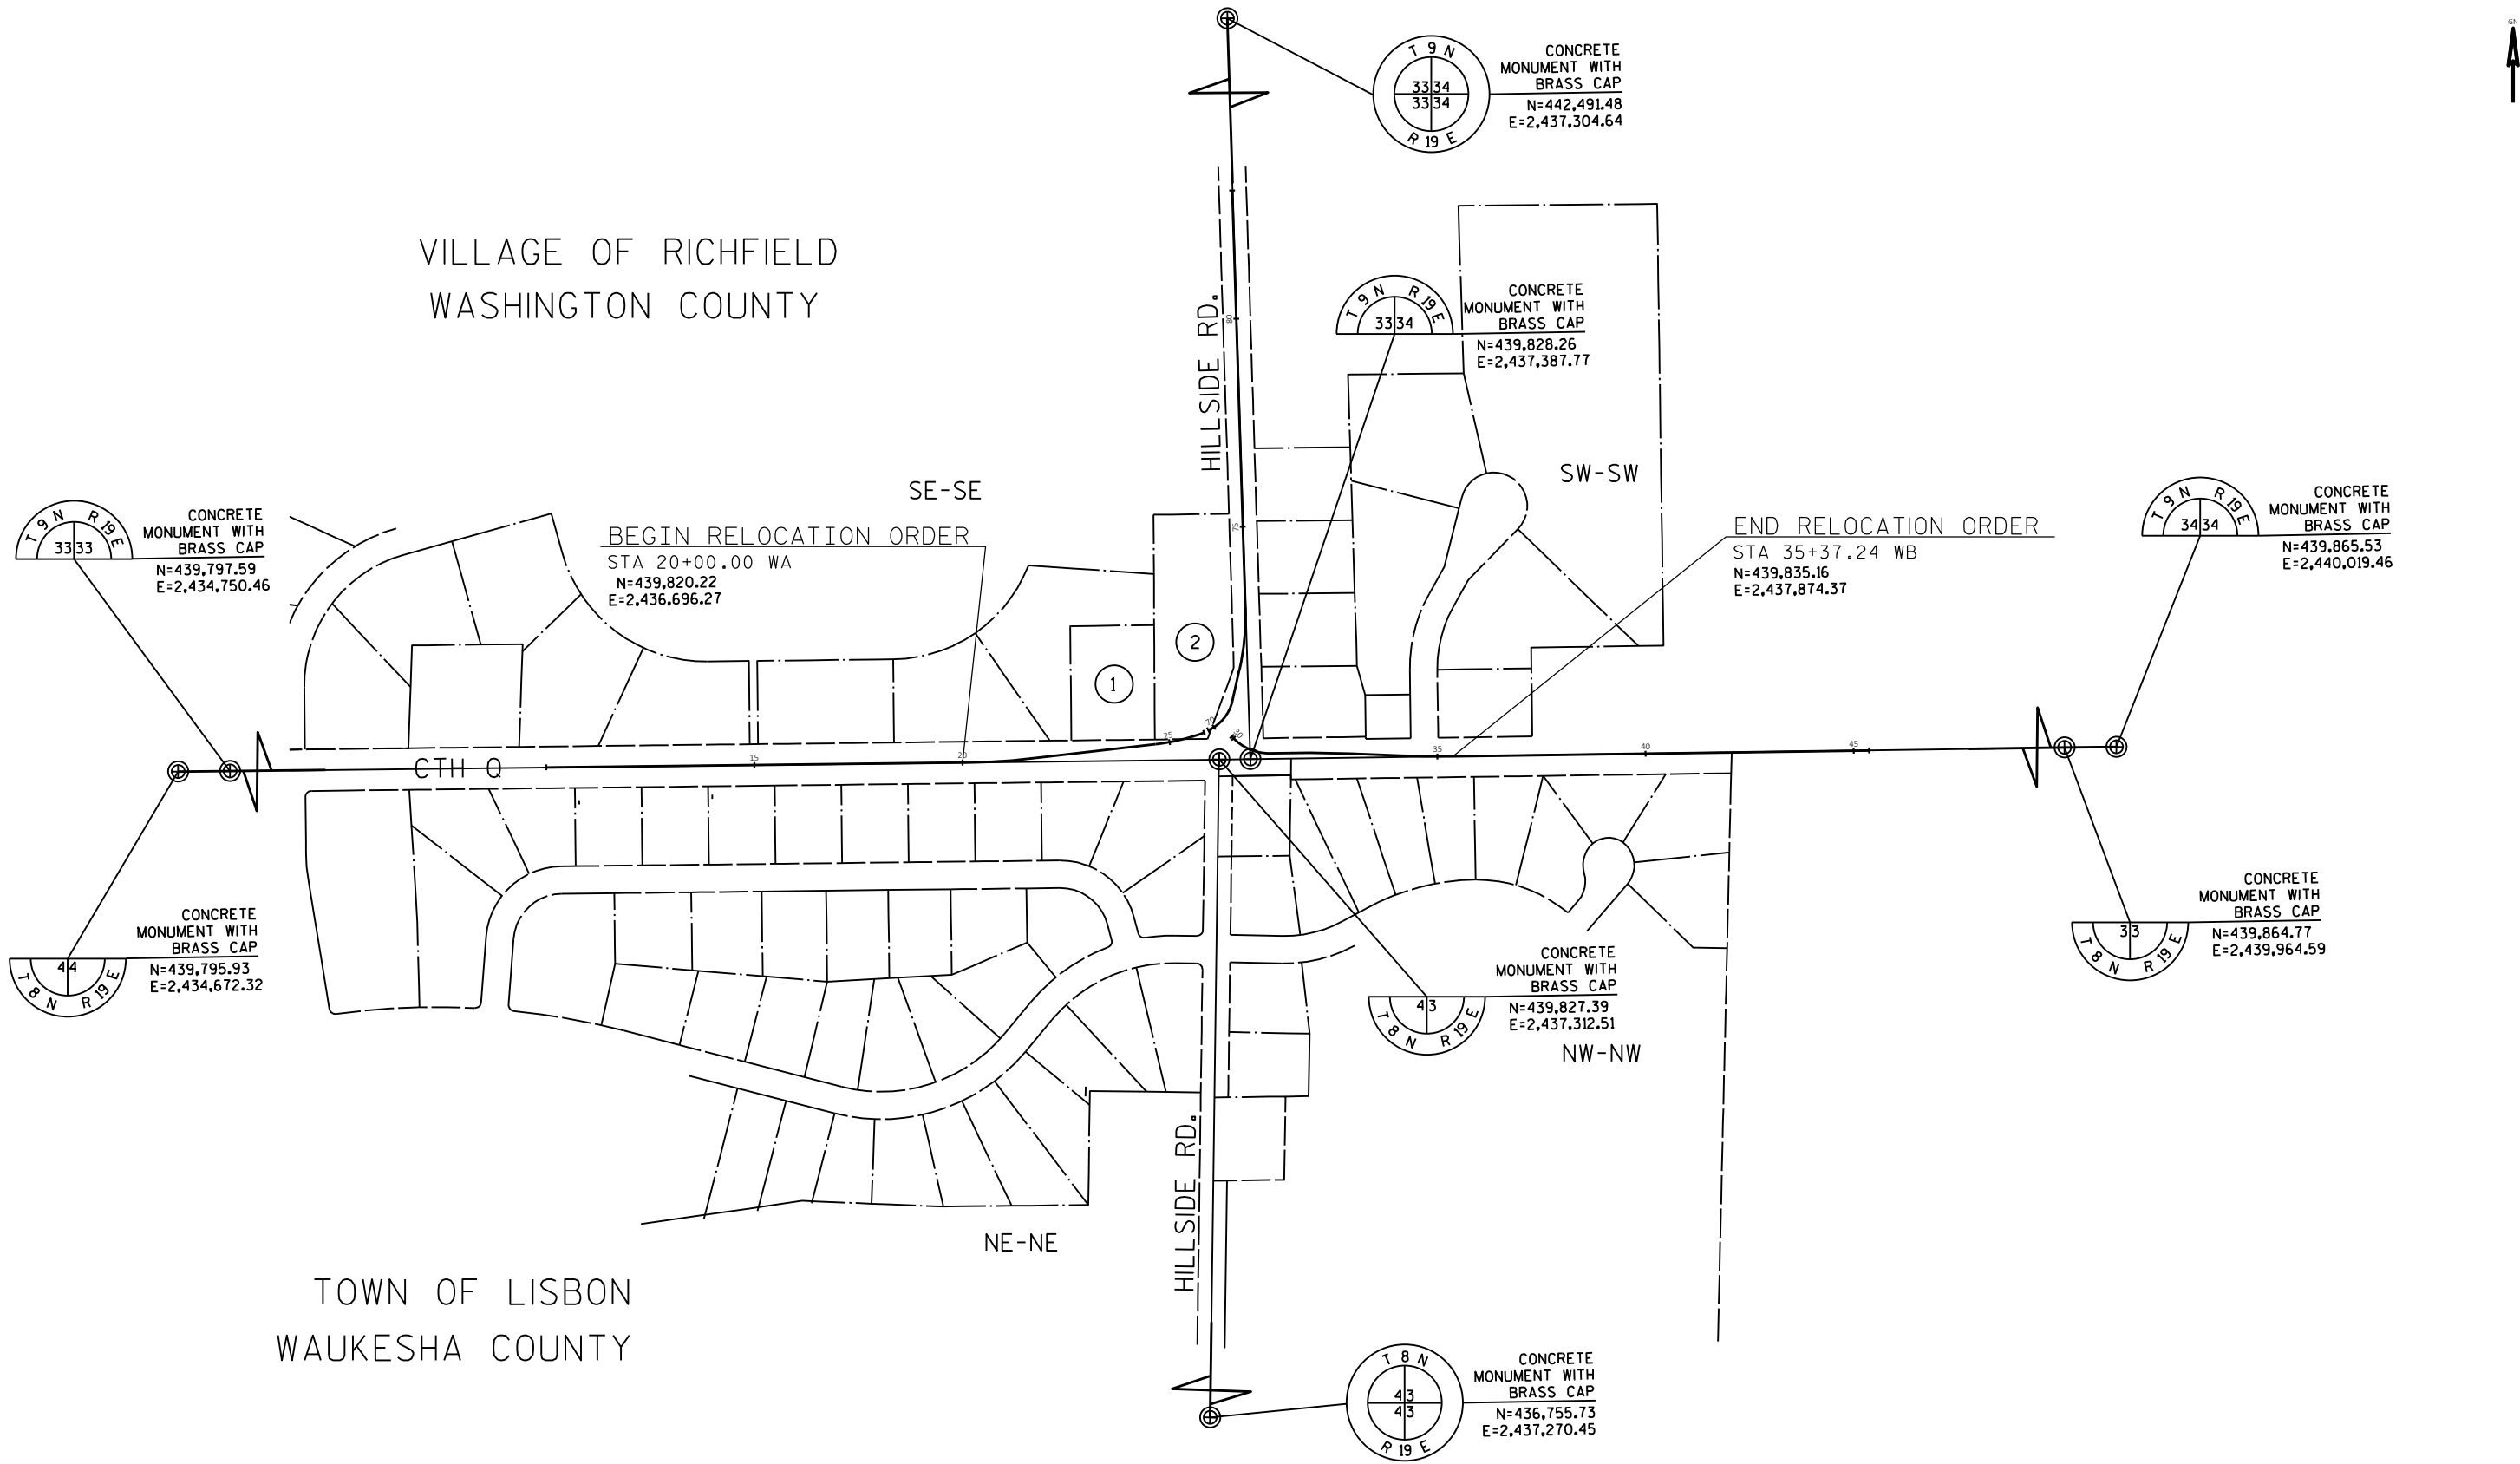 GN
T 9 N
33 34
33 34
R 19 E
CONCRETE
MONUMENT WITH
BRASS CAP
N=442,491.48
E=2,437,304.64
VILLAGE OF RICHFIELD
WASHINGTON COUNTY
HILLSIDE RD.
80
75
T 9 N R 19 E
33 34
CONCRETE
MONUMENT WITH
BRASS CAP
N=439,828.26
E=2,437,387.77
SE-SE
SW-SW
T 9 N R 19 E
33 33
CONCRETE
MONUMENT WITH
BRASS CAP
N=439,797.59
E=2,434,750.46
BEGIN RELOCATION ORDER
STA 20+00.00 WA
N=439,820.22
E=2,436,696.27
END RELOCATION ORDER
STA 35+37.24 WB
N=439,835.16
E=2,437,874.37
T 9 N R 19 E
34 34
CONCRETE
MONUMENT WITH
BRASS CAP
N=439,865.53
E=2,440,019.46
2
1
CTH Q
15
20
25
70
30
35
40
45
4 4
T 8 N R 19 E
CONCRETE
MONUMENT WITH
BRASS CAP
N=439,795.93
E=2,434,672.32
4 3
T 8 N R 19 E
CONCRETE
MONUMENT WITH
BRASS CAP
N=439,827.39
E=2,437,312.51
3 3
T 8 N R 19 E
CONCRETE
MONUMENT WITH
BRASS CAP
N=439,864.77
E=2,439,964.59
NW-NW
HILLSIDE RD.
NE-NE
TOWN OF LISBON
WAUKESHA COUNTY
T 8 N
4 3
4 3
R 19 E
CONCRETE
MONUMENT WITH
BRASS CAP
N=436,755.73
E=2,437,270.45